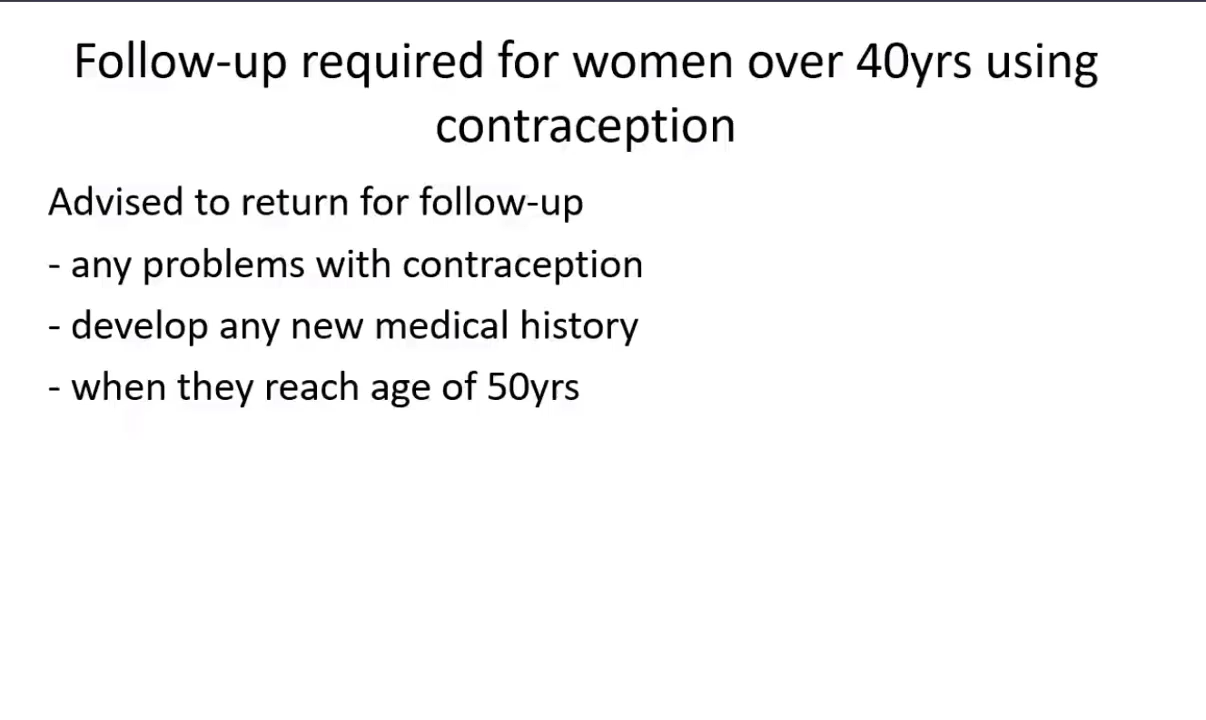 Follow-up required for women over 40yrs using
contraception
Advised to return for follow-up
- any problems with contraception
- develop any new medical history
- when they reach age of 50yrs